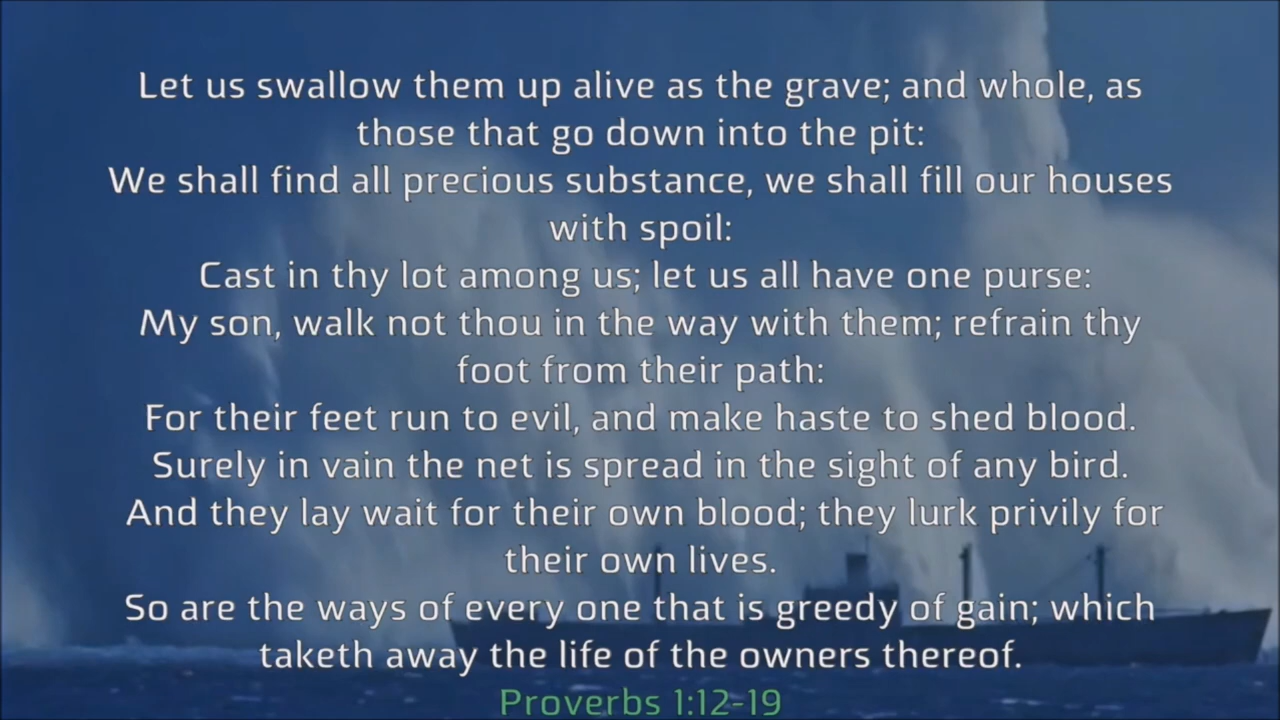 Let us swallow them up alive as the grave; and whole, as
those that go down into the pit:
We shall find all precious substance, we shall fill our houses
with spoil:
Cast in thy lot among us; let us all have one purse:
My son, walk not thou in the way with them; refrain thy
foot from their path:
For their feet run to evil, and make haste to shed blood.
Surely in vain the net is spread in the sight of any bird.
And they lay wait for their own blood; they lurk privily for
their own lives.
So are the ways of every one that is greedy of gain; which
taketh away the life of the owners thereof.
Proverbs 1:12-19